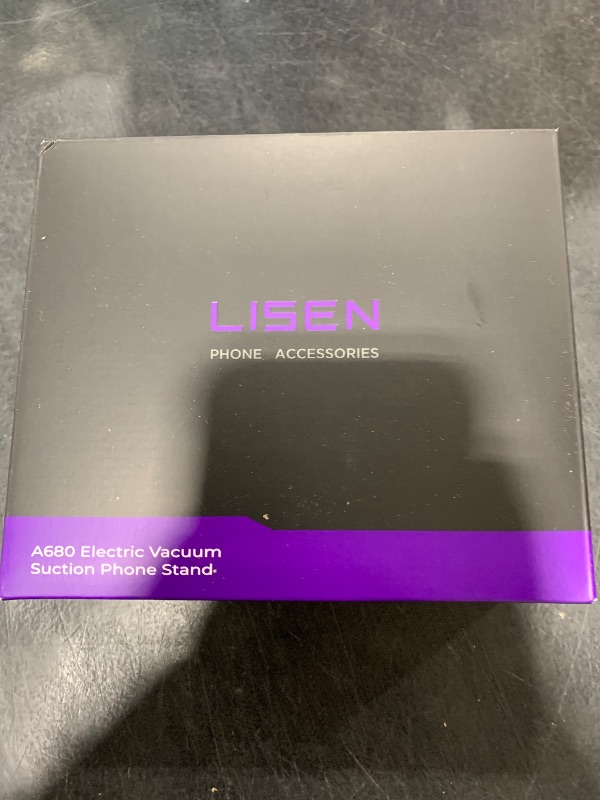 LISEN
PHONE ACCESSORIES
A680 Electric Vacuum
Suction Phone Stand